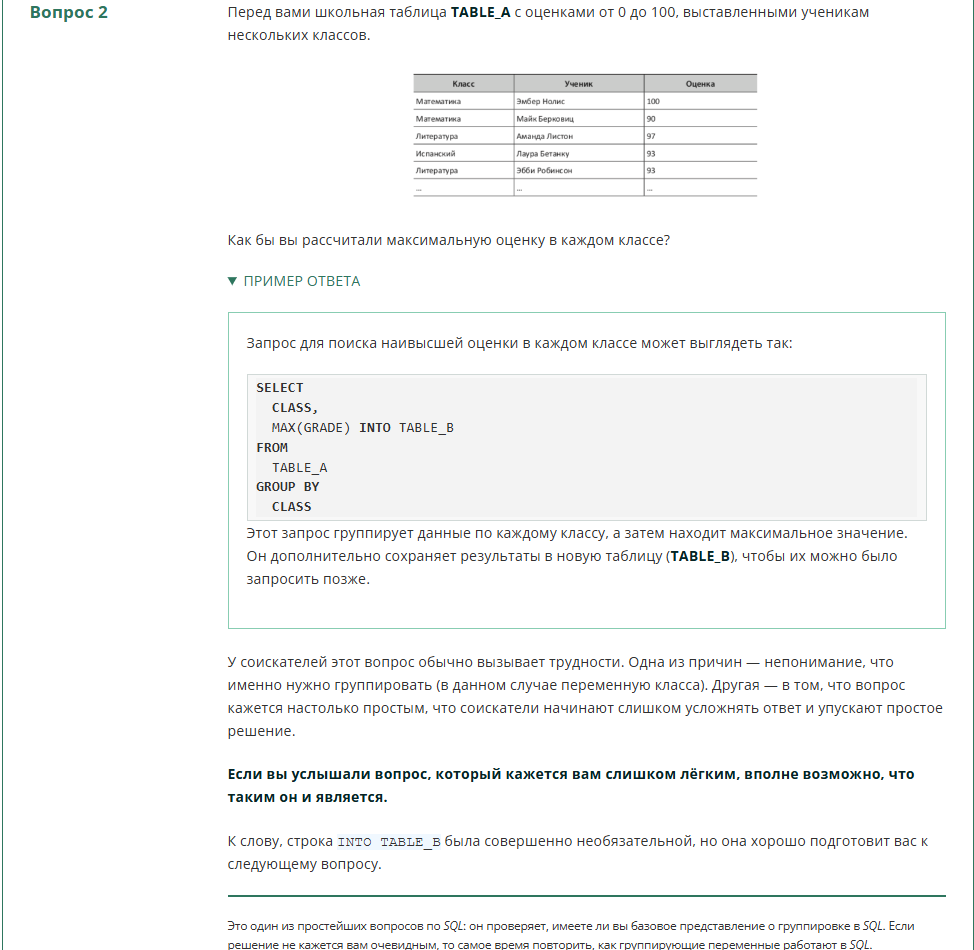 Вопрос 2
Перед вами школьная таблица TABLE_A с оценками от 0 до 100, выставленными ученикам
нескольких классов.
Класс Ученик Оценка
Математика Эмбер Нолис 100
Математика Майк Берковиц 90
Литература Аманда Листон 97
Испанский Лаура Бетанку 93
Литература Эбби Робинсон 93
... ... ...
Как бы вы рассчитали максимальную оценку в каждом классе?
▼ ПРИМЕР ОТВЕТА
Запрос для поиска наивысшей оценки в каждом классе может выглядеть так:
SELECT
CLASS,
MAX(GRADE) INTO TABLE_B
FROM
TABLE_A
GROUP BY
CLASS
Этот запрос группирует данные по каждому классу, а затем находит максимальное значение.
Он дополнительно сохраняет результаты в новую таблицу (TABLE_B), чтобы их можно было
запросить позже.
У соискателей этот вопрос обычно вызывает трудности. Одна из причин — непонимание, что
именно нужно группировать (в данном случае переменную класса). Другая — в том, что вопрос
кажется настолько простым, что соискатели начинают слишком усложнять ответ и упускают простое
решение.
Если вы услышали вопрос, который кажется вам слишком лёгким, вполне возможно, что
таким он и является.
К слову, строка INTO TABLE_B была совершенно необязательной, но она хорошо подготовит вас к
следующему вопросу.
Это один из простейших вопросов по SQL: он проверяет, имеете ли вы базовое представление о группировке в SQL. Если
решение не кажется вам очевидным, то самое время повторить, как группирующие переменные работают в SQL.